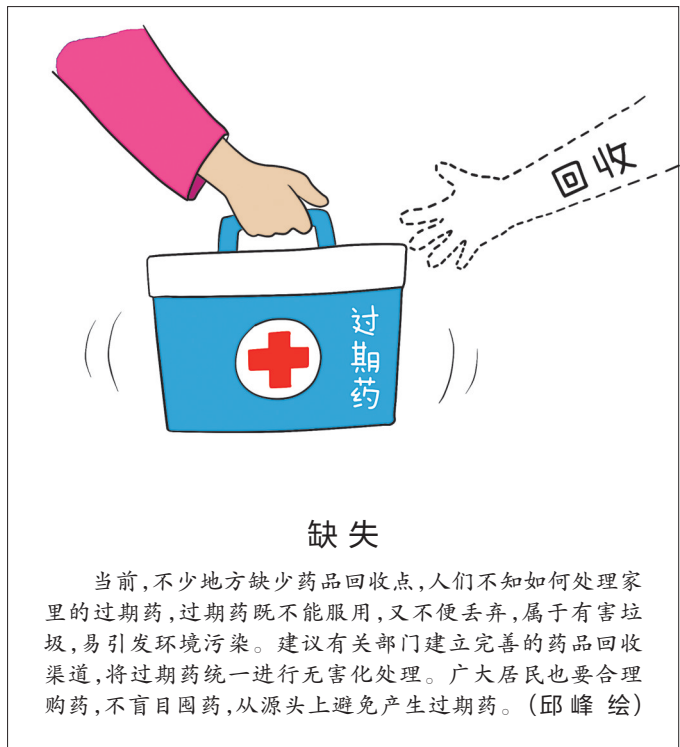 回收
过期药
缺失
当前,不少地方缺少药品回收点,人们不知如何处理家
里的过期药,过期药既不能服用,又不便丢弃,属于有害垃
圾,易引发环境污染。建议有关部门建立完善的药品回收
渠道,将过期药统一进行无害化处理。广大居民也要合理
购药,不盲目囤药,从源头上避免产生过期药。(邱峰 绘)